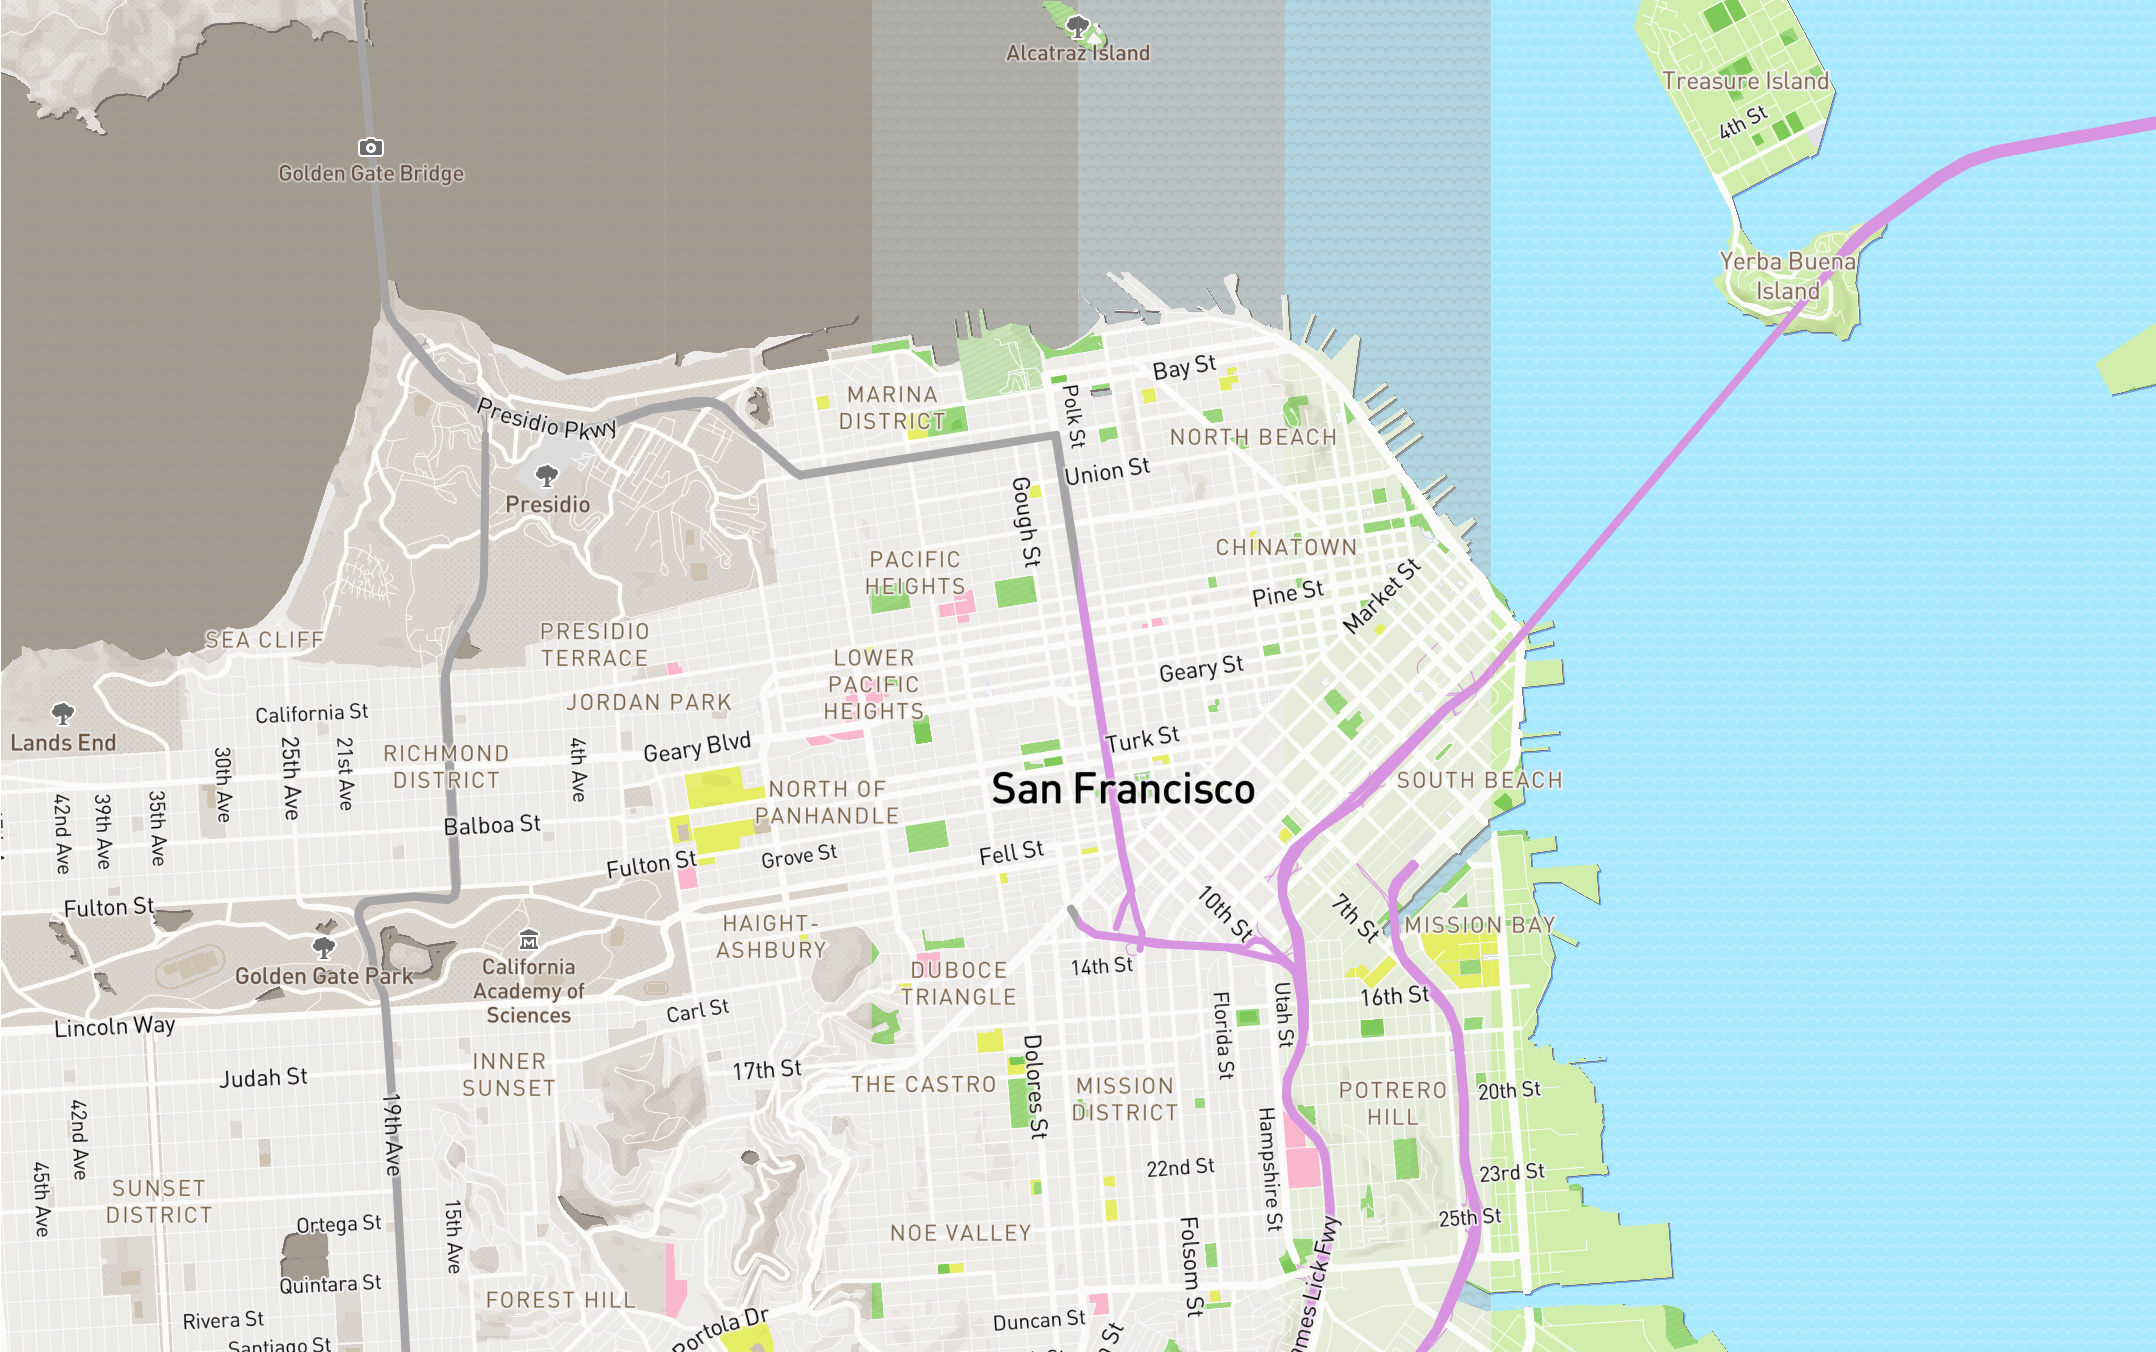 Alcatraz Island
Treasure Island
4th St
Golden Gate Bridge
Yerba Buena
Island
Bay St
MARINA
DISTRICT
Polk St
Presidio Pkwy
NORTH BEACH
Union St
Presidio
Gough St
CHINATOWN
PACIFIC
HEIGHTS
Pine St
Market St
SEA CLIFF
PRESIDIO
TERRACE
LOWER
PACIFIC
HEIGHTS
Geary St
JORDAN PARK
California St
Lands End
Geary Blvd
Turk St
RICHMOND
DISTRICT
30th Ave
25th Ave
21st Ave
4th Ave
San Francisco
SOUTH BEACH
NORTH OF
PANHANDLE
42nd Ave
39th Ave
35th Ave
Balboa St
Fulton St
Grove St
Fell St
Fulton St
10th St
7th St
MISSION BAY
HAIGHT-
ASHBURY
Golden Gate Park
California
Academy of
Sciences
DUBOCE
TRIANGLE
14th St
16th St
Lincoln Way
Carl St
Florida St
Utah St
INNER
SUNSET
17th St
Judah St
THE CASTRO
Dolores St
MISSION
DISTRICT
POTRERO
HILL
20th St
42nd Ave
19th Ave
45th Ave
22nd St
Hampshire St
23rd St
SUNSET
DISTRICT
Ortega St
15th Ave
NOE VALLEY
Folsom St
25th St
Quintara St
FOREST HILL
ames Lick Fwy
Rivera St
Portola Dr
Duncan St
Santiago St